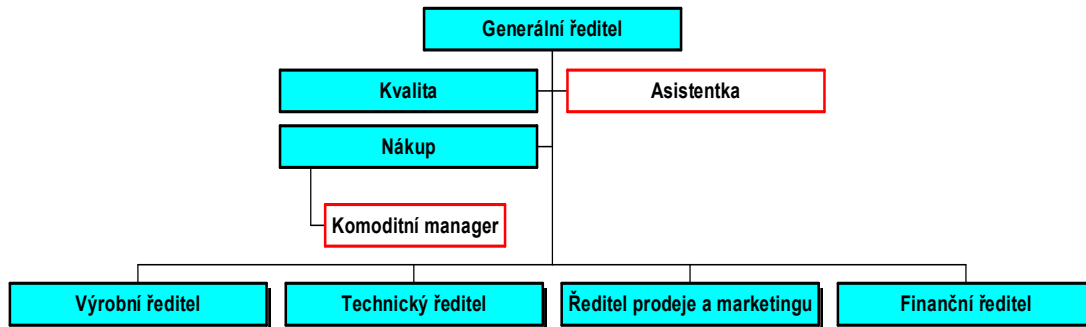 Generální ředitel
Kvalita
Asistentka
Nákup
Komoditní manager
Výrobní ředitel
Technický ředitel
Ředitel prodeje a marketingu
Finanční ředitel